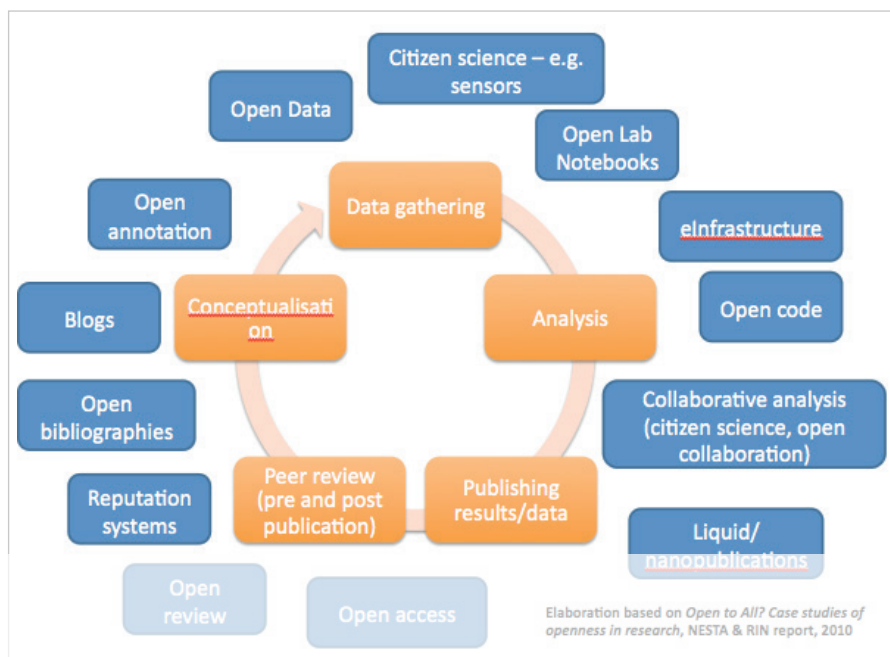 Citizen science – e.g.
sensors
Open Data
Open Lab
Notebooks
Data gathering
Open
annotation
eInfrastructure
Conceptualisati
on
Analysis
Blogs
Open code
Open
bibliographies
Collaborative analysis
(citizen science, open
collaboration)
Peer review
(pre and post
publication)
Publishing
results/data
Reputation
systems
Liquid/
nanopublications
Open
review
Open access
Elaboration based on Open to All? Case studies of
openness in research, NESTA & RIN report, 2010